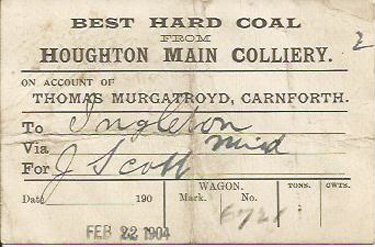 BEST HARD COAL
FROM
HOUGHTON MAIN COLLIERY.
2
ON ACCOUNT OF
THOMAS MURGATROYD, CARNFORTH.
To Ingleton
Via Mid
For J Scott
Date 190
WAGON.
Mark. No.
TONS. CWTS.
6721
FEB 22 1904